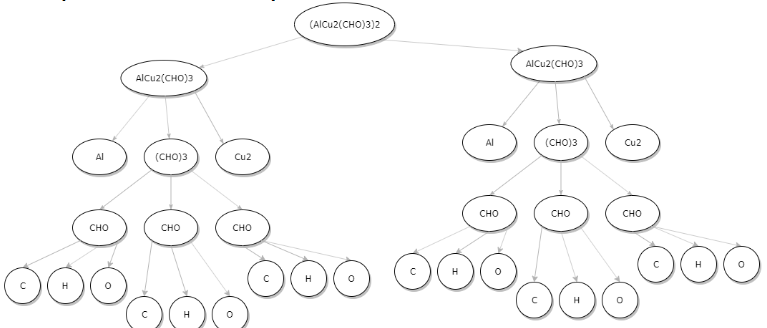 (AlCu2(CHO)3)2
AlCu2(CHO)3 AlCu2(CHO)3
Al (CHO)3 Cu2 Al (CHO)3 Cu2
CHO CHO CHO CHO CHO CHO
C H O C H O C H O C H O
C H O C H O